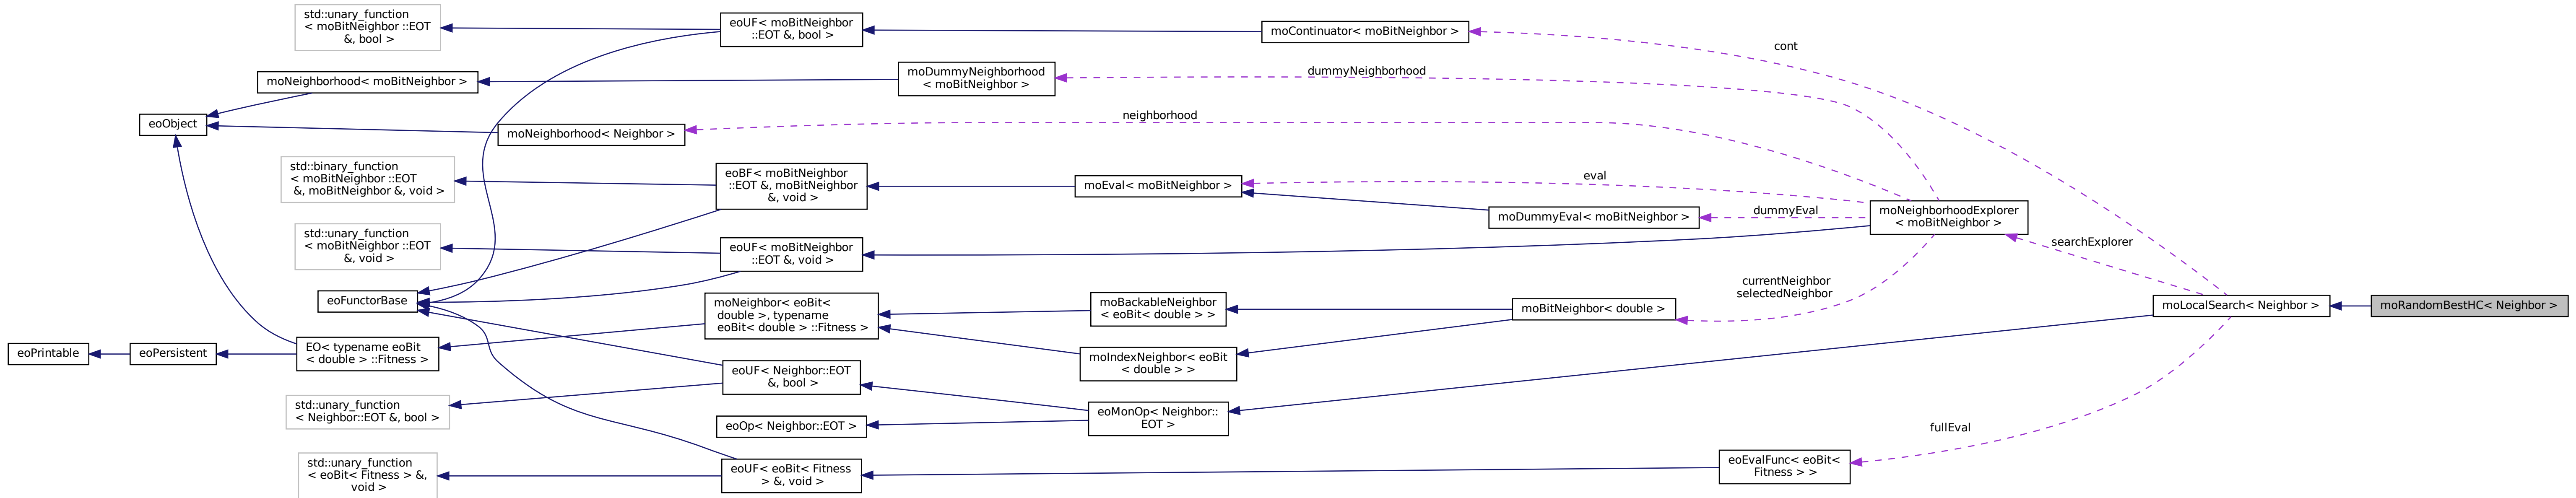 std::unary_function
< moBitNeighbor ::EOT
&, bool >
eoUF< moBitNeighbor
::EOT &, bool >
moContinuator< moBitNeighbor >
cont
moNeighborhood< moBitNeighbor >
moDummyNeighborhood
< moBitNeighbor >
dummyNeighborhood
eoObject
moNeighborhood< Neighbor >
neighborhood
std::binary_function
< moBitNeighbor ::EOT
&, moBitNeighbor &, void >
eoBF< moBitNeighbor
::EOT &, moBitNeighbor
&, void >
moEval< moBitNeighbor >
eval
moDummyEval< moBitNeighbor >
dummyEval
moNeighborhoodExplorer
< moBitNeighbor >
std::unary_function
< moBitNeighbor ::EOT
&, void >
eoUF< moBitNeighbor
::EOT &, void >
searchExplorer
eoFunctorBase
moNeighbor< eoBit<
double >, typename
eoBit< double > ::Fitness >
moBackableNeighbor
< eoBit< double > >
moBitNeighbor< double >
currentNeighbor
selectedNeighbor
moLocalSearch< Neighbor >
moRandomBestHC< Neighbor >
eoPrintable
eoPersistent
EO< typename eoBit
< double > ::Fitness >
moIndexNeighbor< eoBit
< double > >
eoUF< Neighbor::EOT
&, bool >
std::unary_function
< Neighbor::EOT &, bool >
eoOp< Neighbor::EOT >
eoMonOp< Neighbor::
EOT >
fullEval
std::unary_function
< eoBit< Fitness > &,
void >
eoUF< eoBit< Fitness
> &, void >
eoEvalFunc< eoBit<
Fitness > >